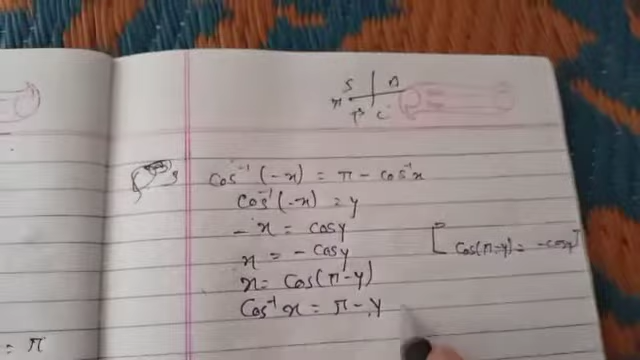 S A
π T C
cos⁻¹(-x) = π - cos⁻¹x
cos⁻¹(-x) = y
-x = cosy
x = - cosy
[cos(π-y) = -cosy]
x = cos(π-y)
cos⁻¹x = π - y
= π